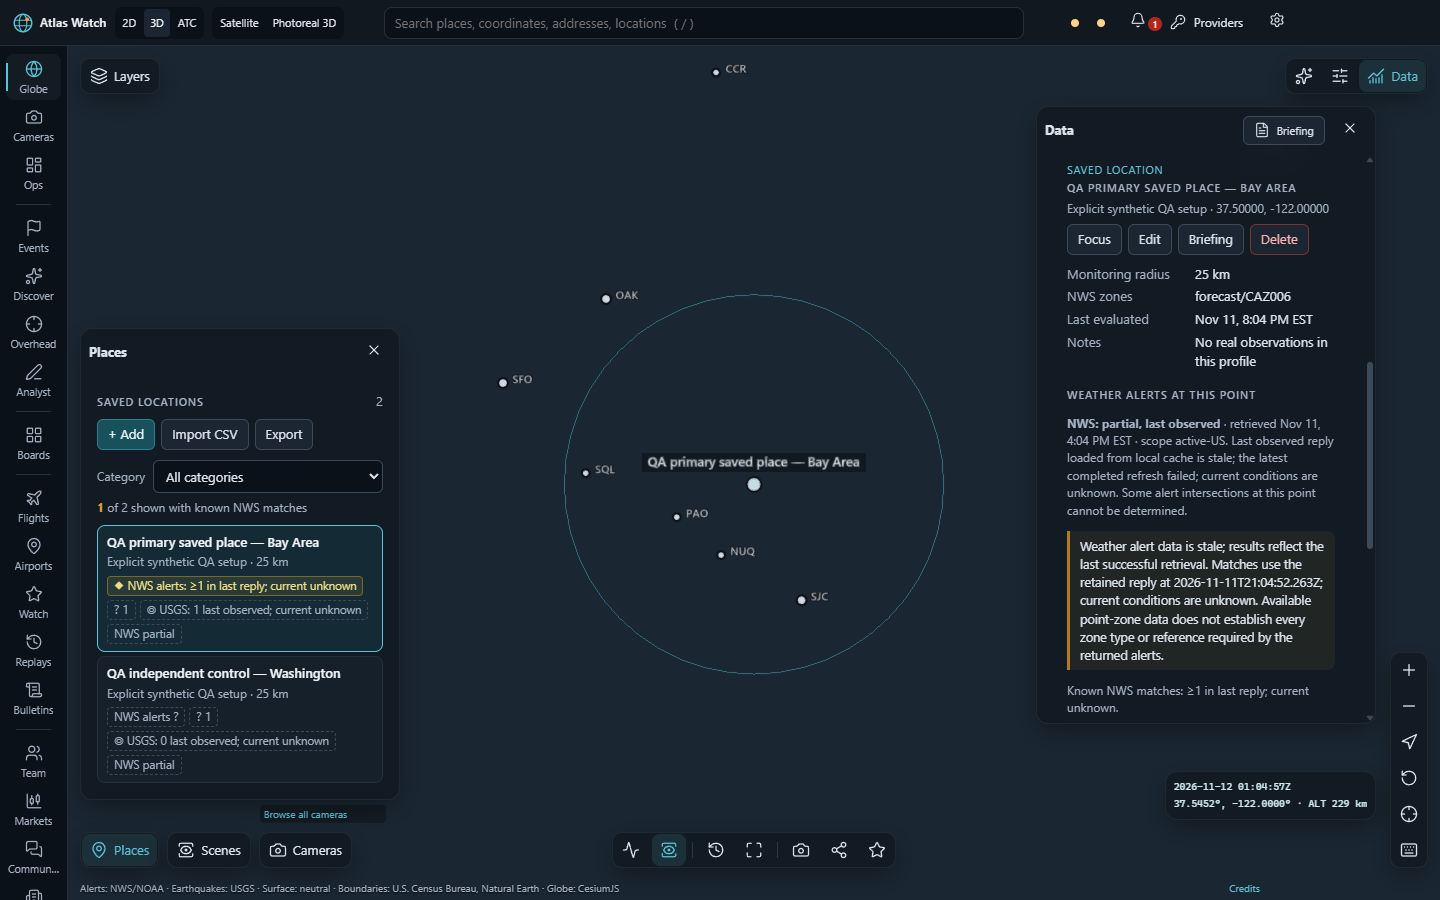 Atlas Watch
2D 3D ATC
Satellite Photoreal 3D
Search places, coordinates, addresses, locations ( / )
1
Providers
Globe
Cameras
Ops
Events
Discover
Overhead
Analyst
Boards
Flights
Airports
Watch
Replays
Bulletins
Team
Markets
Commun...
Layers
Data
CCR
OAK
SFO
SQL
QA primary saved place — Bay Area
PAO
NUQ
SJC
Places
SAVED LOCATIONS 2
+ Add Import CSV Export
Category All categories
1 of 2 shown with known NWS matches
QA primary saved place — Bay Area
Explicit synthetic QA setup · 25 km
◆ NWS alerts: ≥1 in last reply; current unknown
? 1 ◎ USGS: 1 last observed; current unknown
NWS partial
QA independent control — Washington
Explicit synthetic QA setup · 25 km
NWS alerts ? ? 1
◎ USGS: 0 last observed; current unknown
NWS partial
Browse all cameras
Places Scenes Cameras
Data Briefing
SAVED LOCATION
QA PRIMARY SAVED PLACE — BAY AREA
Explicit synthetic QA setup · 37.50000, -122.00000
Focus Edit Briefing Delete
Monitoring radius 25 km
NWS zones forecast/CAZ006
Last evaluated Nov 11, 8:04 PM EST
Notes No real observations in
this profile
WEATHER ALERTS AT THIS POINT
NWS: partial, last observed · retrieved Nov 11,
4:04 PM EST · scope active-US. Last observed reply
loaded from local cache is stale; the latest
completed refresh failed; current conditions are
unknown. Some alert intersections at this point
cannot be determined.
Weather alert data is stale; results reflect the
last successful retrieval. Matches use the
retained reply at 2026-11-11T21:04:52.263Z;
current conditions are unknown. Available
point-zone data does not establish every
zone type or reference required by the
returned alerts.
Known NWS matches: ≥1 in last reply; current
unknown.
2026-11-12 01:04:57Z
37.5452°, -122.0000° · ALT 229 km
Alerts: NWS/NOAA · Earthquakes: USGS · Surface: neutral · Boundaries: U.S. Census Bureau, Natural Earth · Globe: CesiumJS
Credits